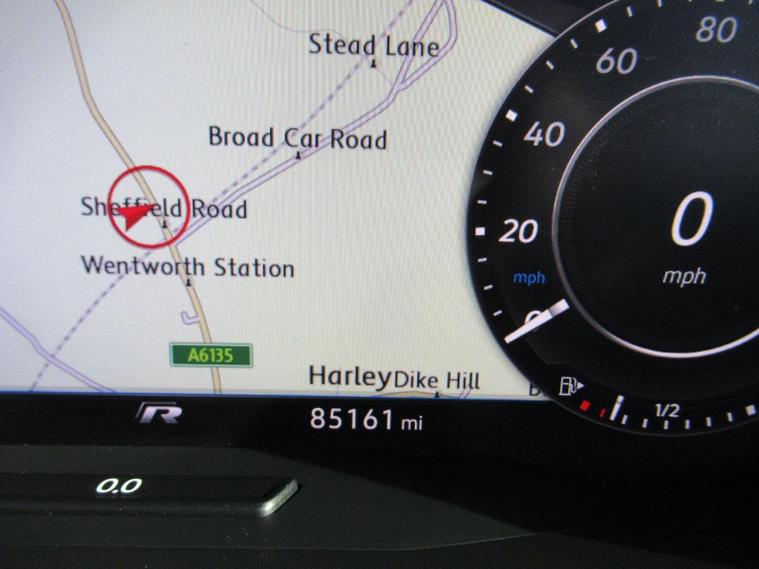 Stead Lane
80
60
Broad Car Road
40
Sheffield Road
20
0
mph
Wentworth Station
mph
0
A6135
Harley
Dike Hill
R
85161 mi
1/2
0.0